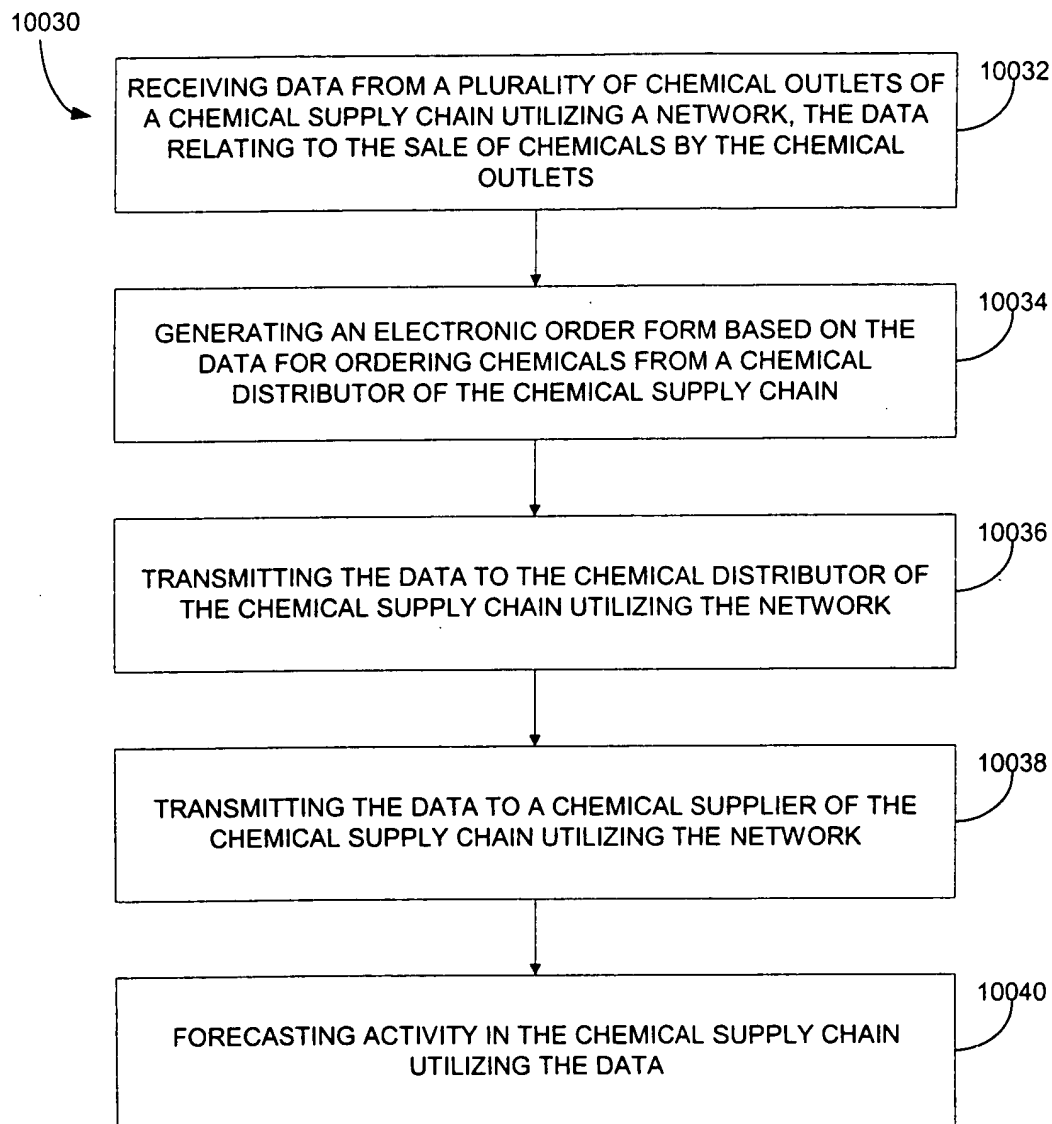 10030
RECEIVING DATA FROM A PLURALITY OF CHEMICAL OUTLETS OF
A CHEMICAL SUPPLY CHAIN UTILIZING A NETWORK, THE DATA
RELATING TO THE SALE OF CHEMICALS BY THE CHEMICAL
OUTLETS
10032
GENERATING AN ELECTRONIC ORDER FORM BASED ON THE
DATA FOR ORDERING CHEMICALS FROM A CHEMICAL
DISTRIBUTOR OF THE CHEMICAL SUPPLY CHAIN
10034
TRANSMITTING THE DATA TO THE CHEMICAL DISTRIBUTOR OF
THE CHEMICAL SUPPLY CHAIN UTILIZING THE NETWORK
10036
TRANSMITTING THE DATA TO A CHEMICAL SUPPLIER OF THE
CHEMICAL SUPPLY CHAIN UTILIZING THE NETWORK
10038
FORECASTING ACTIVITY IN THE CHEMICAL SUPPLY CHAIN
UTILIZING THE DATA
10040